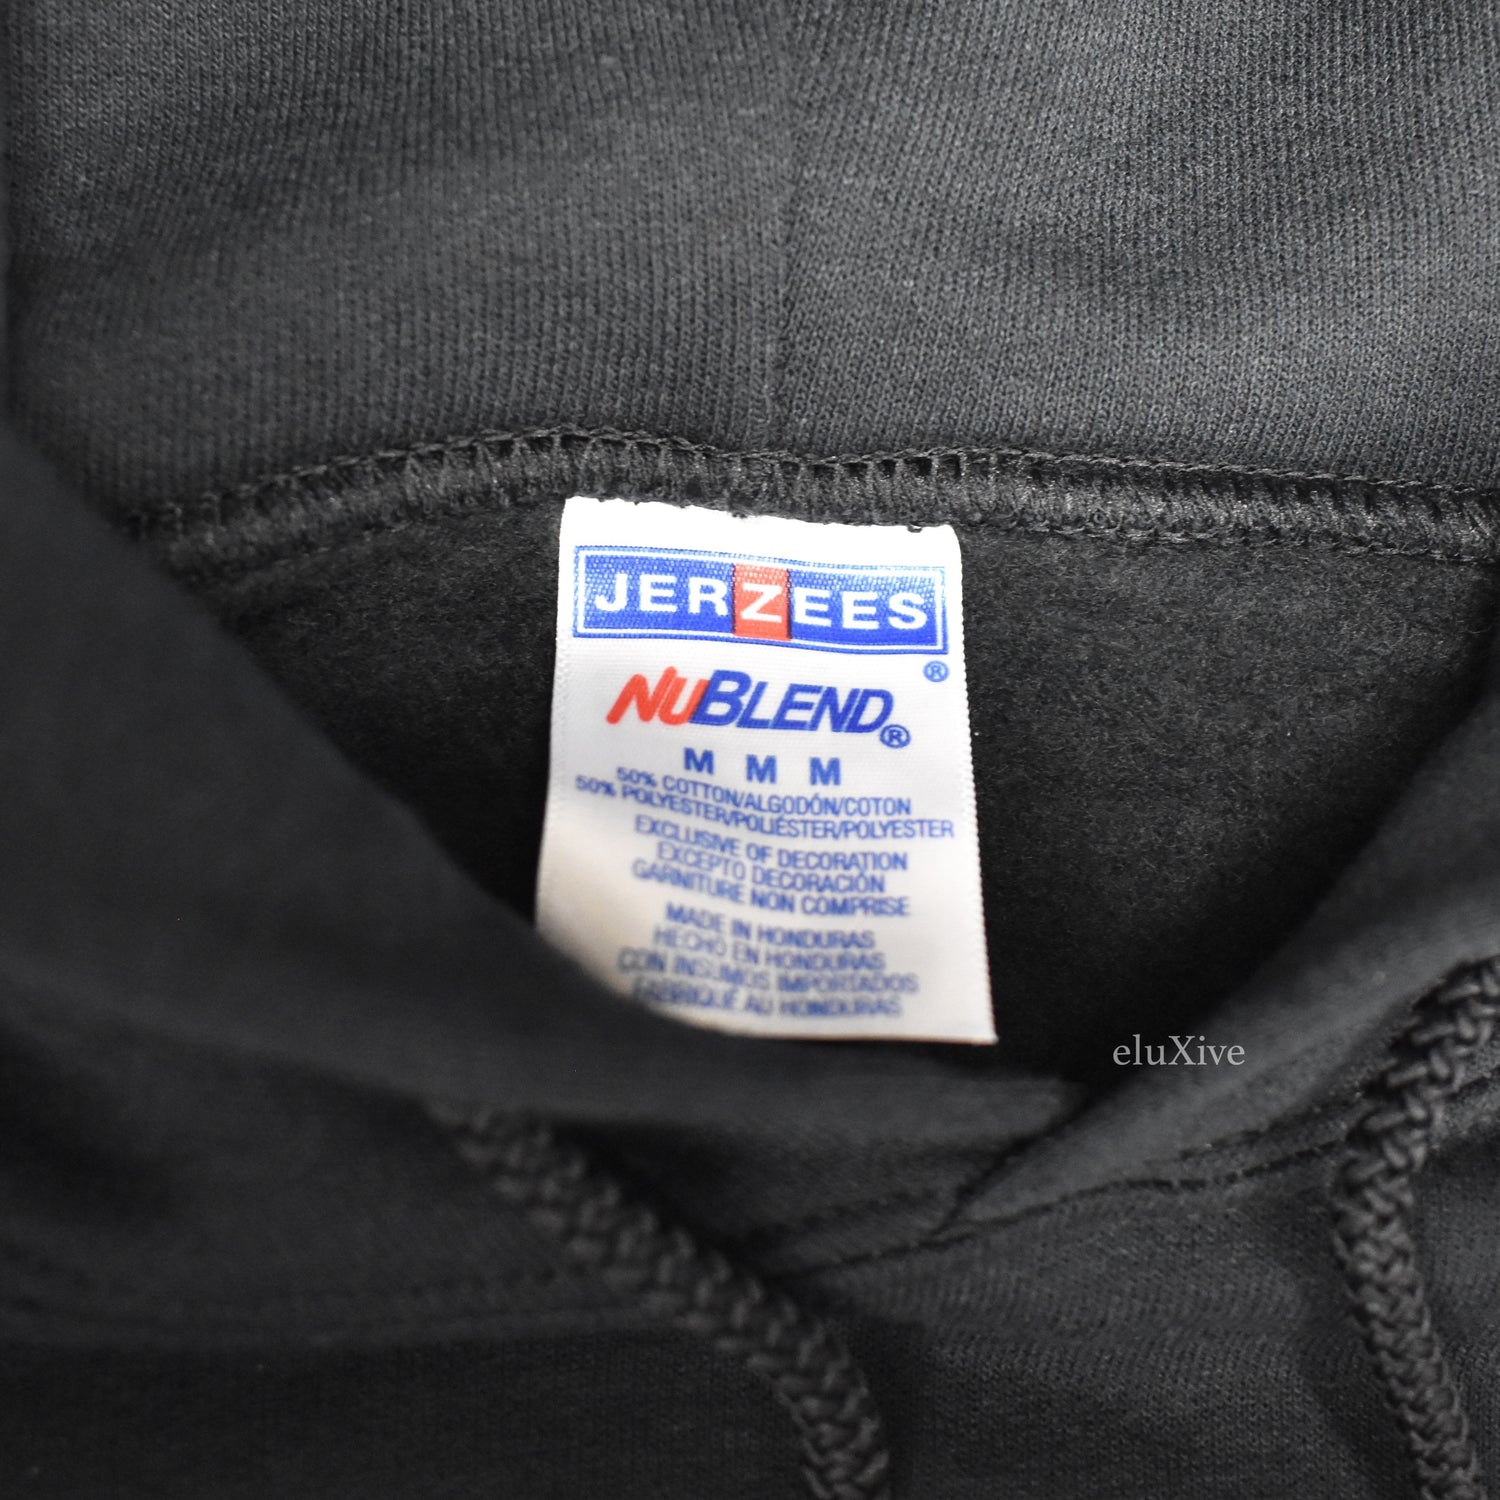 JERZEES
®
NUBLEND®
M M M
50% COTTON/ALGODÓN/COTON
50% POLYESTER/POLIÉSTER/POLYESTER
EXCLUSIVE OF DECORATION
EXCEPTO DECORACIÓN
GARNITURE NON COMPRISE
MADE IN HONDURAS
HECHO EN HONDURAS
CON INSUMOS IMPORTADOS
FABRIQUÉ AU HONDURAS
eluXive